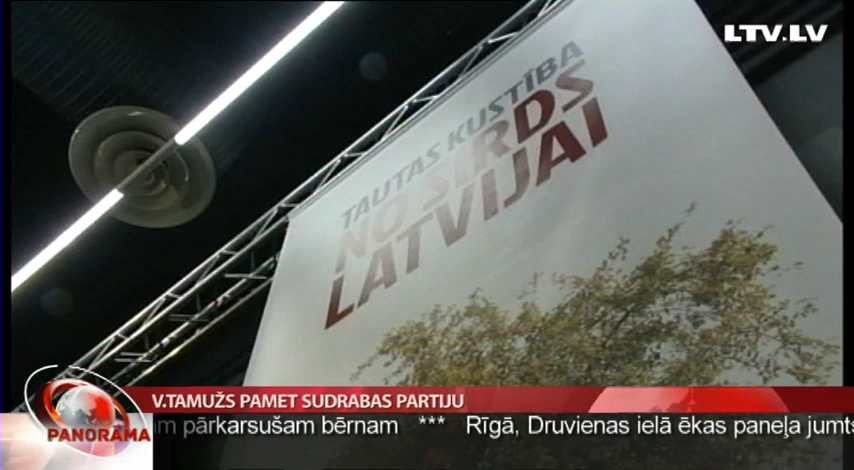 LTV.LV
TAUTAS KUSTĪBA
NO SIRDS
LATVIJAI
V.TAMUŽS PAMET SUDRABAS PARTIJU
PANORĀMA
pārkarsušam bērnam *** Rīgā, Druvienas ielā ēkas paneļa jumts